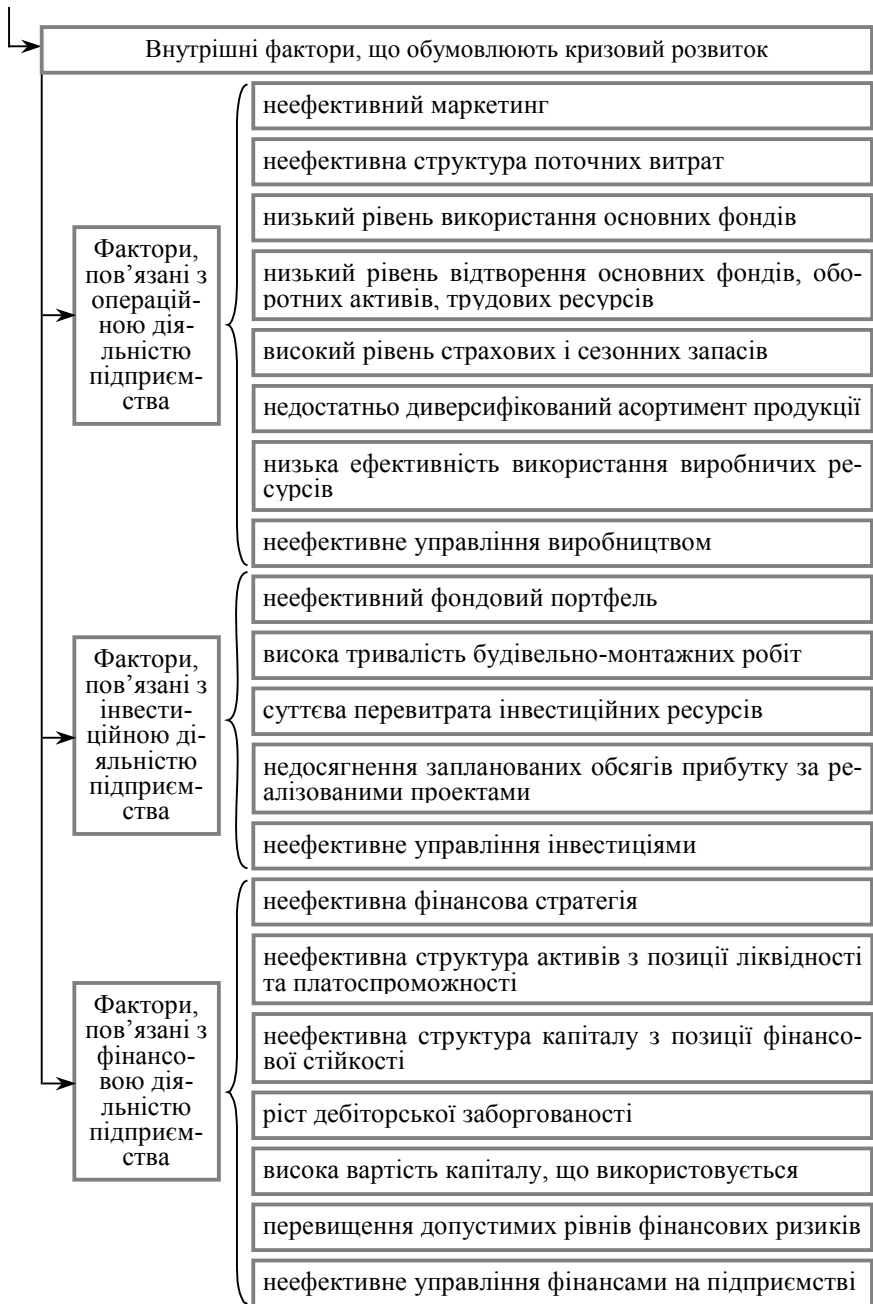 Внутрішні фактори, що обумовлюють кризовий розвиток
Фактори,
пов’язані з
операцій-
ною дія-
льністю
підприєм-
ства
неефективний маркетинг
неефективна структура поточних витрат
низький рівень використання основних фондів
низький рівень відтворення основних фондів, обо-
ротних активів, трудових ресурсів
високий рівень страхових і сезонних запасів
недостатньо диверсифікований асортимент продукції
низька ефективність використання виробничих ре-
сурсів
неефективне управління виробництвом
Фактори,
пов’язані з
інвести-
ційною ді-
яльністю
підприєм-
ства
неефективний фондовий портфель
висока тривалість будівельно-монтажних робіт
суттєва перевитрата інвестиційних ресурсів
недосягнення запланованих обсягів прибутку за ре-
алізованими проектами
неефективне управління інвестиціями
Фактори,
пов’язані з
фінансо-
вою дія-
льністю
підприєм-
ства
неефективна фінансова стратегія
неефективна структура активів з позиції ліквідності
та платоспроможності
неефективна структура капіталу з позиції фінансо-
вої стійкості
ріст дебіторської заборгованості
висока вартість капіталу, що використовується
перевищення допустимих рівнів фінансових ризиків
неефективне управління фінансами на підприємстві